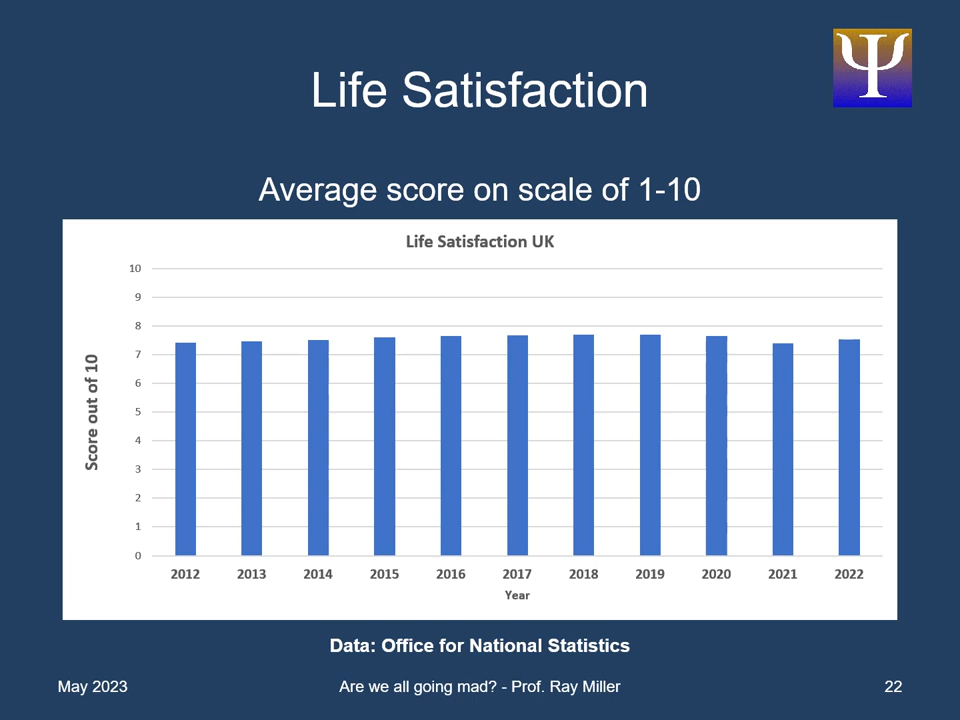 Life Satisfaction
Ψ
Average score on scale of 1-10
Life Satisfaction UK
Score out of 10
10
9
8
7
6
5
4
3
2
1
0
2012 2013 2014 2015 2016 2017 2018 2019 2020 2021 2022
Year
Data: Office for National Statistics
May 2023 Are we all going mad? - Prof. Ray Miller 22